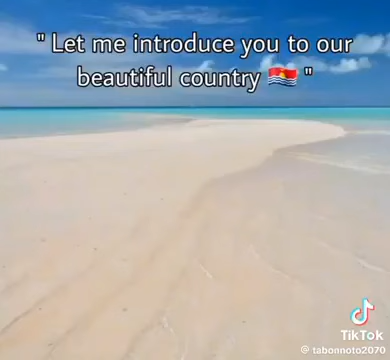 " Let me introduce you to our
beautiful country 🇰🇮 "
TikTok
@ tabonnoto2070